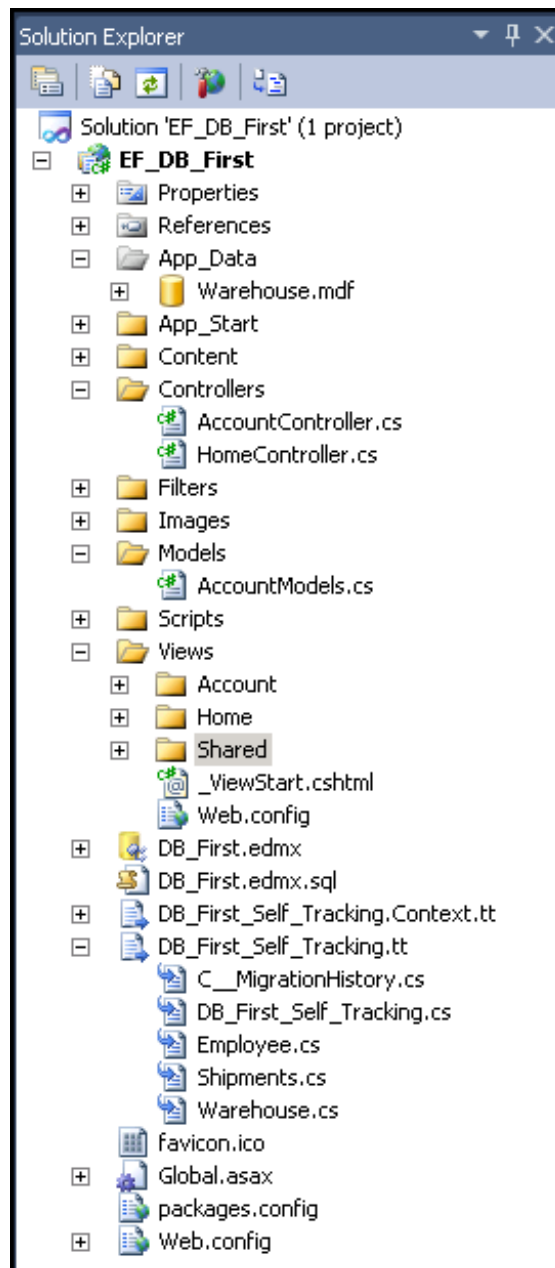 Solution Explorer
Solution 'EF_DB_First' (1 project)
EF_DB_First
Properties
References
App_Data
Warehouse.mdf
App_Start
Content
Controllers
AccountController.cs
HomeController.cs
Filters
Images
Models
AccountModels.cs
Scripts
Views
Account
Home
Shared
_ViewStart.cshtml
Web.config
DB_First.edmx
DB_First.edmx.sql
DB_First_Self_Tracking.Context.tt
DB_First_Self_Tracking.tt
C__MigrationHistory.cs
DB_First_Self_Tracking.cs
Employee.cs
Shipments.cs
Warehouse.cs
favicon.ico
Global.asax
packages.config
Web.config